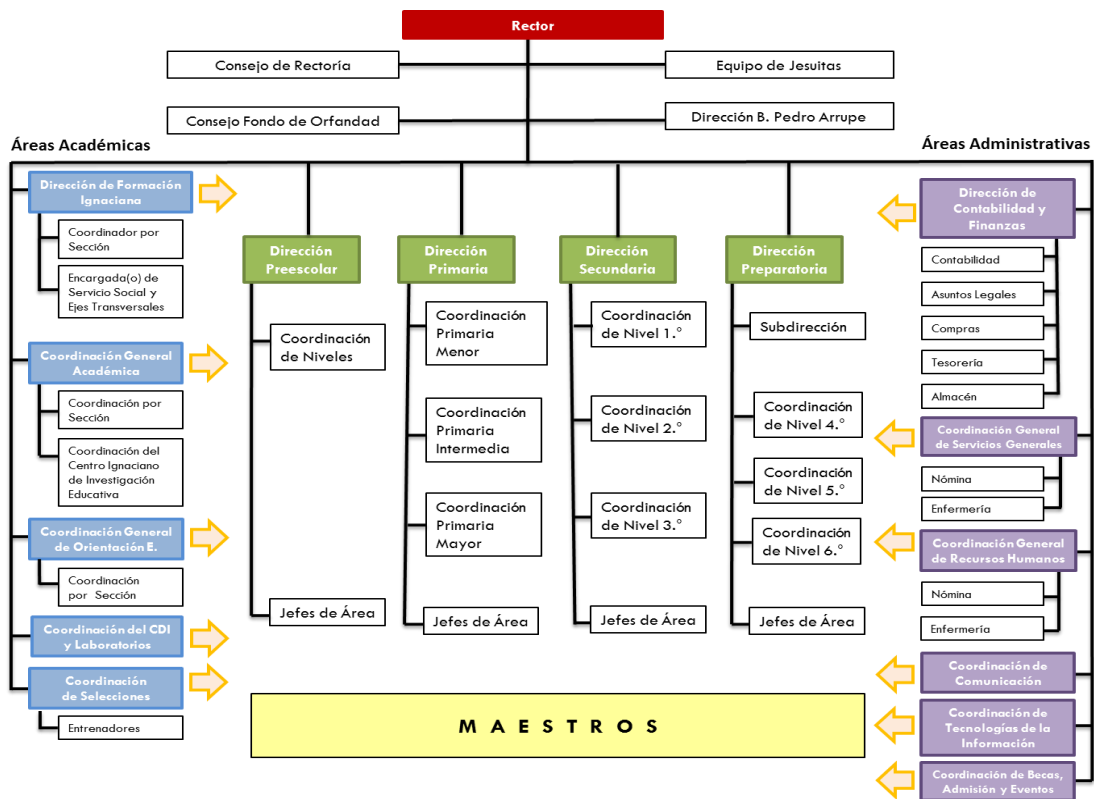 Rector
Consejo de Rectoría
Equipo de Jesuitas
Consejo Fondo de Orfandad
Dirección B. Pedro Arrupe
Áreas Académicas
Áreas Administrativas
Dirección de Formación
Ignaciana
Coordinador por
Sección
Encargada(o) de
Servicio Social y
Ejes Transversales
Coordinación General
Académica
Coordinación por
Sección
Coordinación del
Centro Ignaciano
de Investigación
Educativa
Coordinación General
de Orientación E.
Coordinación
por Sección
Coordinación del CDI
y Laboratorios
Coordinación
de Selecciones
Entrenadores
Dirección
Preescolar
Coordinación
de Niveles
Jefes de Área
Dirección
Primaria
Coordinación
Primaria
Menor
Coordinación
Primaria
Intermedia
Coordinación
Primaria
Mayor
Jefes de Área
Dirección
Secundaria
Coordinación
de Nivel 1.°
Coordinación
de Nivel 2.°
Coordinación
de Nivel 3.°
Jefes de Área
Dirección
Preparatoria
Subdirección
Coordinación
de Nivel 4.°
Coordinación
de Nivel 5.°
Coordinación
de Nivel 6.°
Jefes de Área
Dirección de
Contabilidad y
Finanzas
Contabilidad
Asuntos Legales
Compras
Tesorería
Almacén
Coordinación General
de Servicios Generales
Nómina
Enfermería
Coordinación General
de Recursos Humanos
Nómina
Enfermería
Coordinación de
Comunicación
Coordinación de
Tecnologías de la
Información
Coordinación de Becas,
Admisión y Eventos
MAESTROS